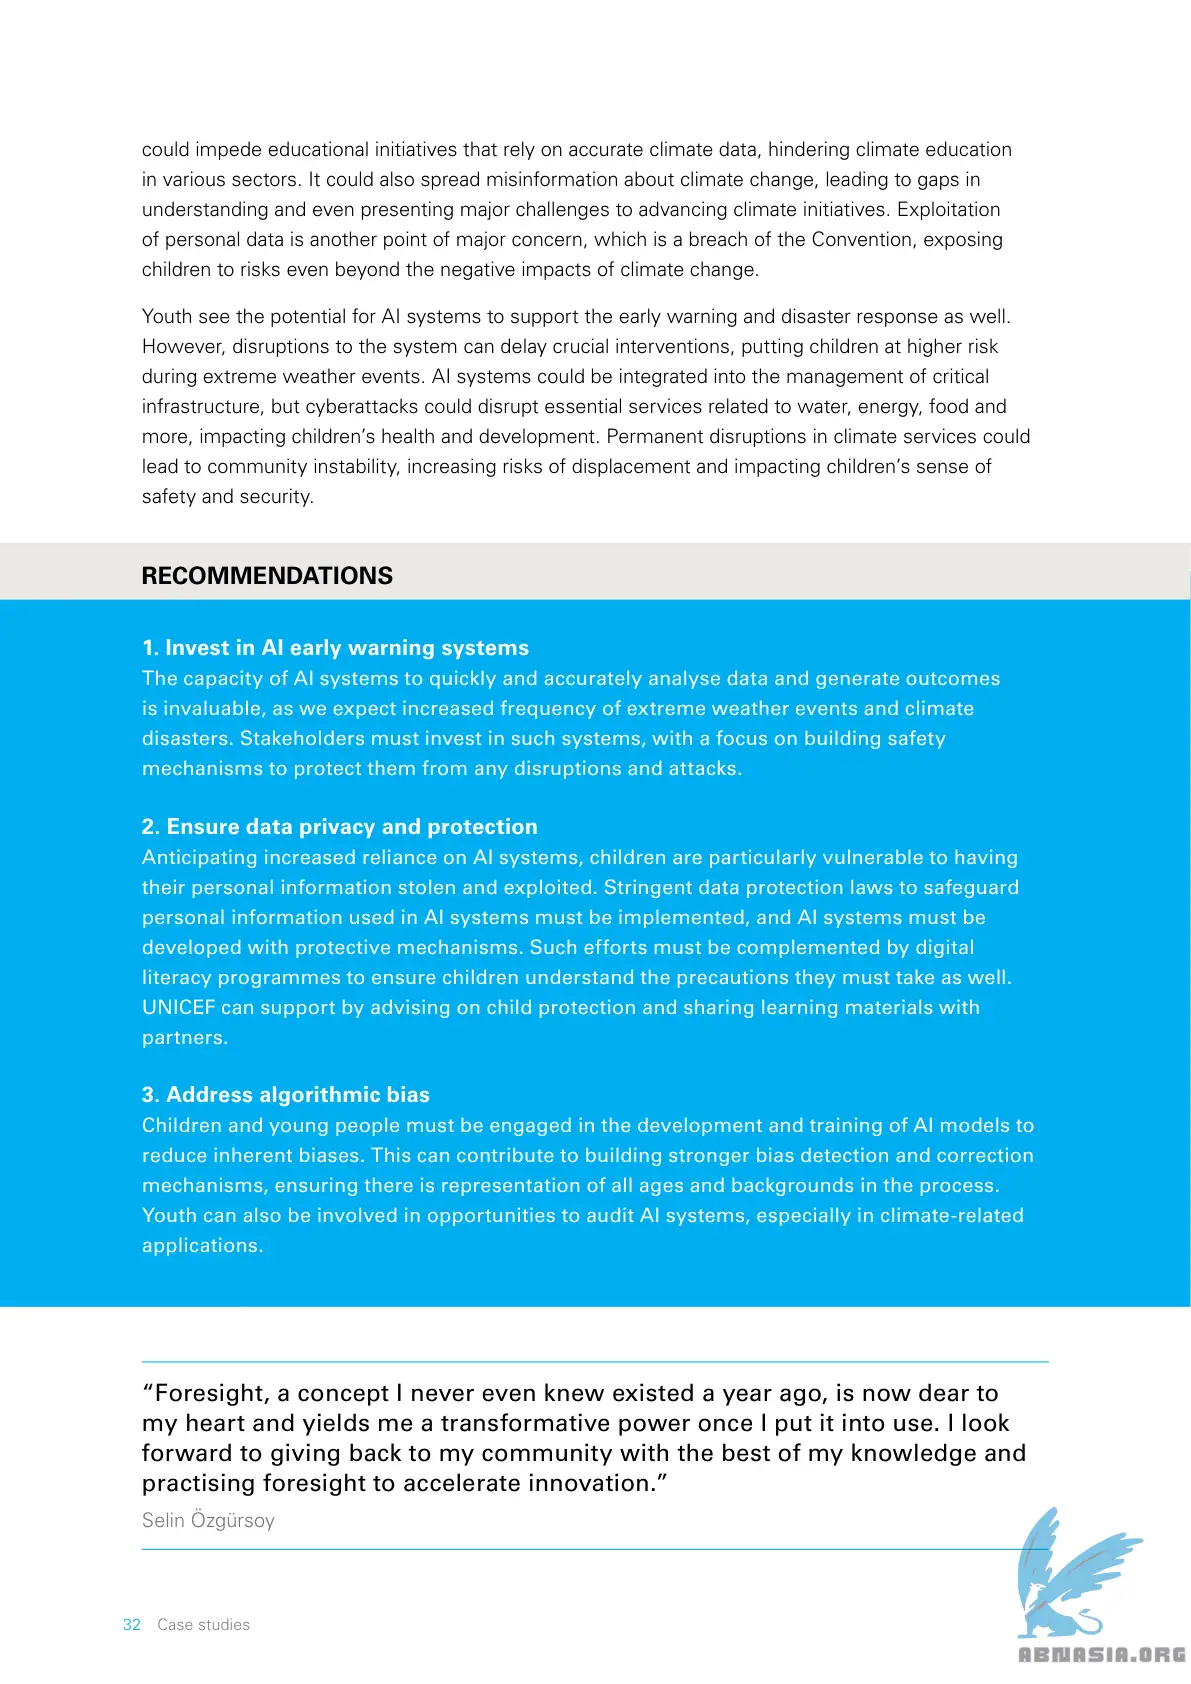 could impede educational initiatives that rely on accurate climate data, hindering climate education
in various sectors. It could also spread misinformation about climate change, leading to gaps in
understanding and even presenting major challenges to advancing climate initiatives. Exploitation
of personal data is another point of major concern, which is a breach of the Convention, exposing
children to risks even beyond the negative impacts of climate change.
Youth see the potential for AI systems to support the early warning and disaster response as well.
However, disruptions to the system can delay crucial interventions, putting children at higher risk
during extreme weather events. AI systems could be integrated into the management of critical
infrastructure, but cyberattacks could disrupt essential services related to water, energy, food and
more, impacting children’s health and development. Permanent disruptions in climate services could
lead to community instability, increasing risks of displacement and impacting children’s sense of
safety and security.
RECOMMENDATIONS
1. Invest in AI early warning systems
The capacity of AI systems to quickly and accurately analyse data and generate outcomes
is invaluable, as we expect increased frequency of extreme weather events and climate
disasters. Stakeholders must invest in such systems, with a focus on building safety
mechanisms to protect them from any disruptions and attacks.
2. Ensure data privacy and protection
Anticipating increased reliance on AI systems, children are particularly vulnerable to having
their personal information stolen and exploited. Stringent data protection laws to safeguard
personal information used in AI systems must be implemented, and AI systems must be
developed with protective mechanisms. Such efforts must be complemented by digital
literacy programmes to ensure children understand the precautions they must take as well.
UNICEF can support by advising on child protection and sharing learning materials with
partners.
3. Address algorithmic bias
Children and young people must be engaged in the development and training of AI models to
reduce inherent biases. This can contribute to building stronger bias detection and correction
mechanisms, ensuring there is representation of all ages and backgrounds in the process.
Youth can also be involved in opportunities to audit AI systems, especially in climate-related
applications.
“Foresight, a concept I never even knew existed a year ago, is now dear to
my heart and yields me a transformative power once I put it into use. I look
forward to giving back to my community with the best of my knowledge and
practising foresight to accelerate innovation.”
Selin Özgürsoy
32 Case studies
ABNASIA.ORG